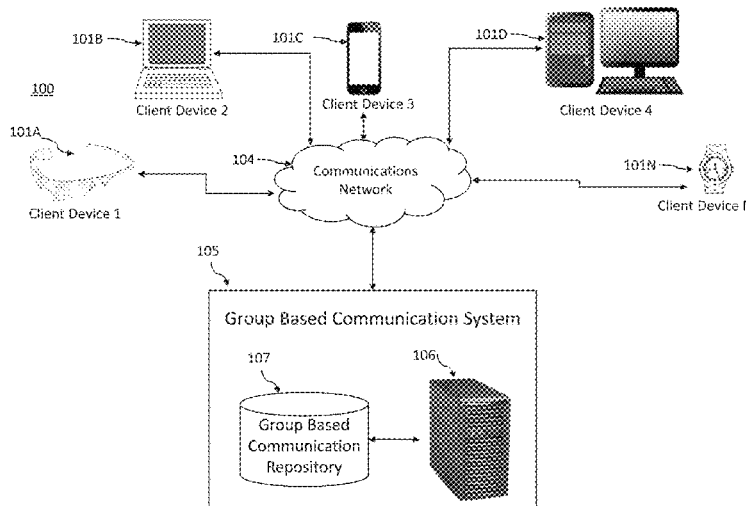 101B
101C
101D
100
Client Device 2
Client Device 3
Client Device 4
101A
104
Communications
Network
101N
Client Device 1
Client Device
105
Group Based Communication System
107
106
Group Based
Communication
Repository